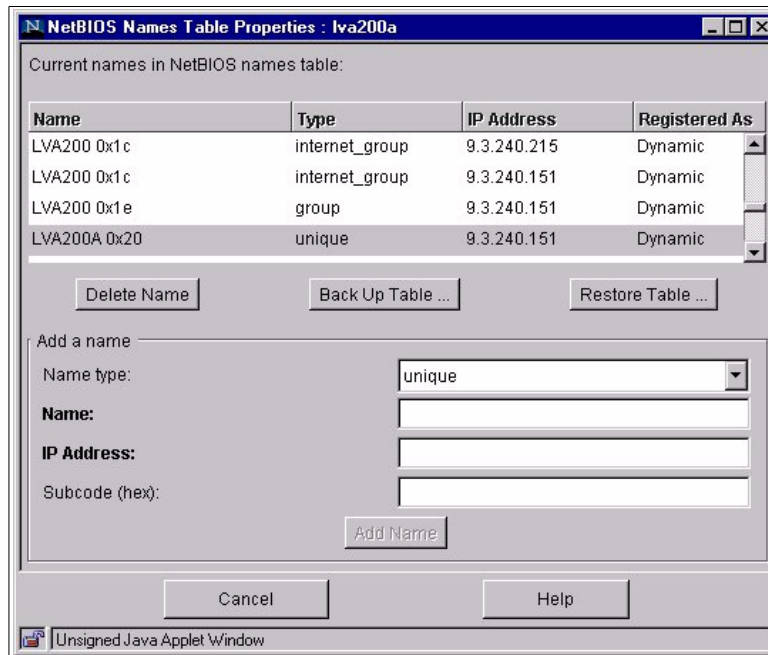 NetBIOS Names Table Properties : lva200a
Current names in NetBIOS names table:
Name Type IP Address Registered As
LVA200 0x1c internet_group 9.3.240.215 Dynamic
LVA200 0x1c internet_group 9.3.240.151 Dynamic
LVA200 0x1e group 9.3.240.151 Dynamic
LVA200A 0x20 unique 9.3.240.151 Dynamic
Delete Name Back Up Table ... Restore Table ...
Add a name
Name type: unique
Name:
IP Address:
Subcode (hex):
Add Name
Cancel Help
Unsigned Java Applet Window